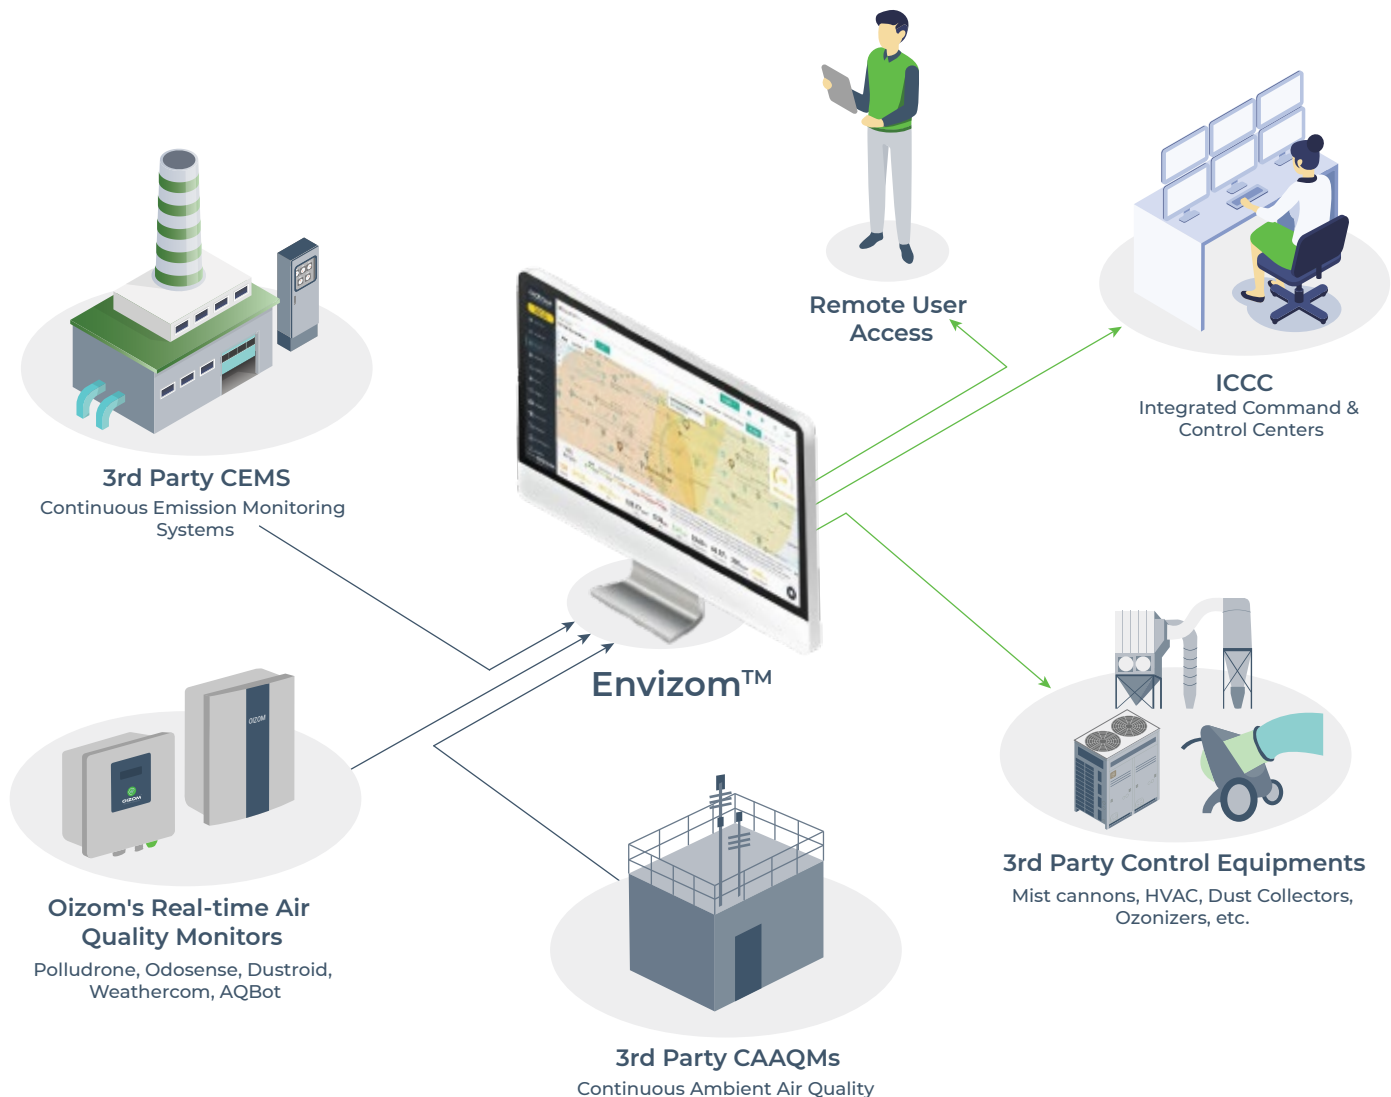 Remote User
Access
ICCC
Integrated Command &
Control Centers
3rd Party CEMS
Continuous Emission Monitoring
Systems
Envizom™
OIZOM
OIZOM
Oizom's Real-time Air
Quality Monitors
Polludrone, Odosense, Dustroid,
Weathercom, AQBot
3rd Party Control Equipments
Mist cannons, HVAC, Dust Collectors,
Ozonizers, etc.
3rd Party CAAQMs
Continuous Ambient Air Quality